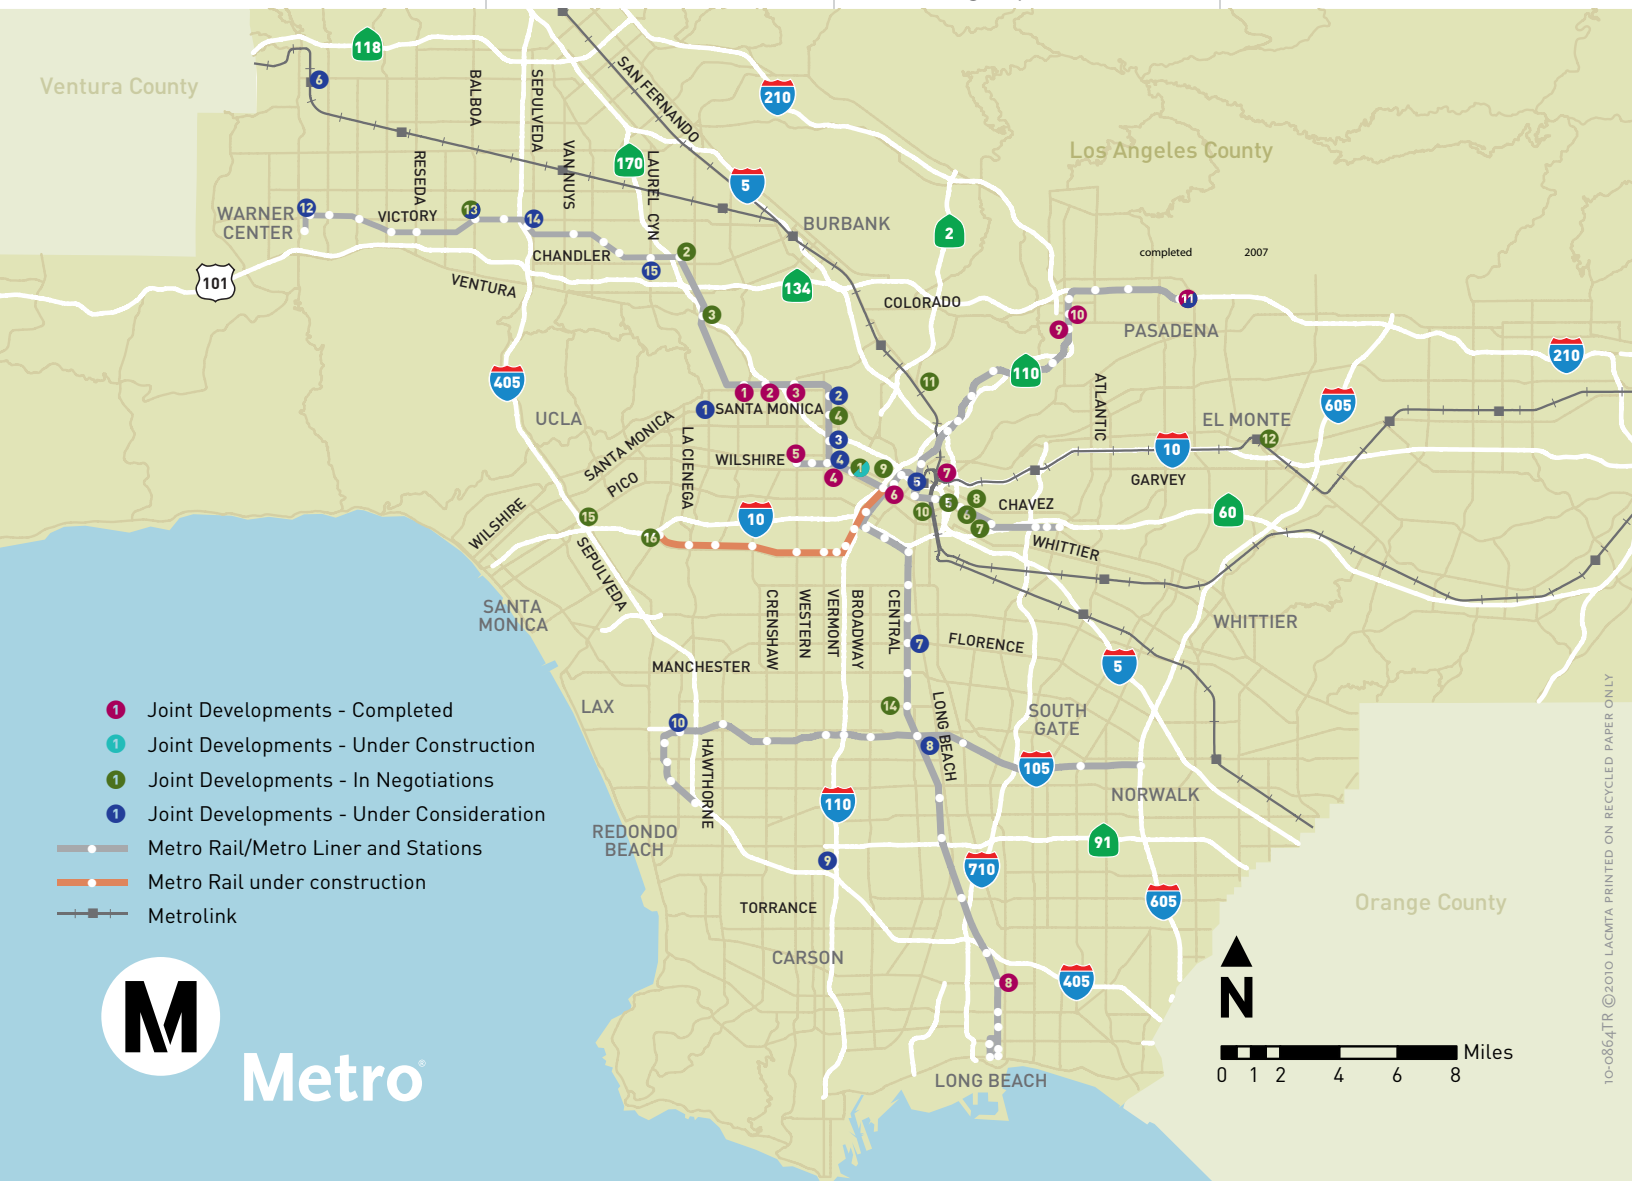 118
Ventura County
6
BALBOA
SEPULVEDA
SAN FERNANDO
210
Los Angeles County
RESEDA
VAN NUYS
170
LAUREL CYN
5
WARNER
CENTER
12
VICTORY
13
14
BURBANK
2
CHANDLER
2
15
completed
2007
101
VENTURA
134
COLORADO
3
10
11
9
PASADENA
405
110
210
11
ATLANTIC
605
1
2
3
2
1
SANTA MONICA
4
UCLA
SANTA MONICA
LA CIENEGA
3
EL MONTE
12
10
WILSHIRE
5
4
1
9
4
PICO
5
7
GARVEY
6
8
5
6
10
7
CHAVEZ
60
WILSHIRE
15
10
16
WHITTIER
SEPULVEDA
SANTA
MONICA
CRENSHAW
WESTERN
VERMONT
BROADWAY
CENTRAL
7
FLORENCE
WHITTIER
MANCHESTER
5
LAX
10
14
LONG BEACH
SOUTH
GATE
8
HAWTHORNE
105
110
NORWALK
REDONDO
BEACH
91
9
710
605
TORRANCE
Orange County
CARSON
405
8
LONG BEACH
1 Joint Developments - Completed
1 Joint Developments - Under Construction
1 Joint Developments - In Negotiations
1 Joint Developments - Under Consideration
Metro Rail/Metro Liner and Stations
Metro Rail under construction
Metrolink
M
Metro®
N
Miles
0 1 2 4 6 8
10-0864TR ©2010 LACMTA PRINTED ON RECYCLED PAPER ONLY